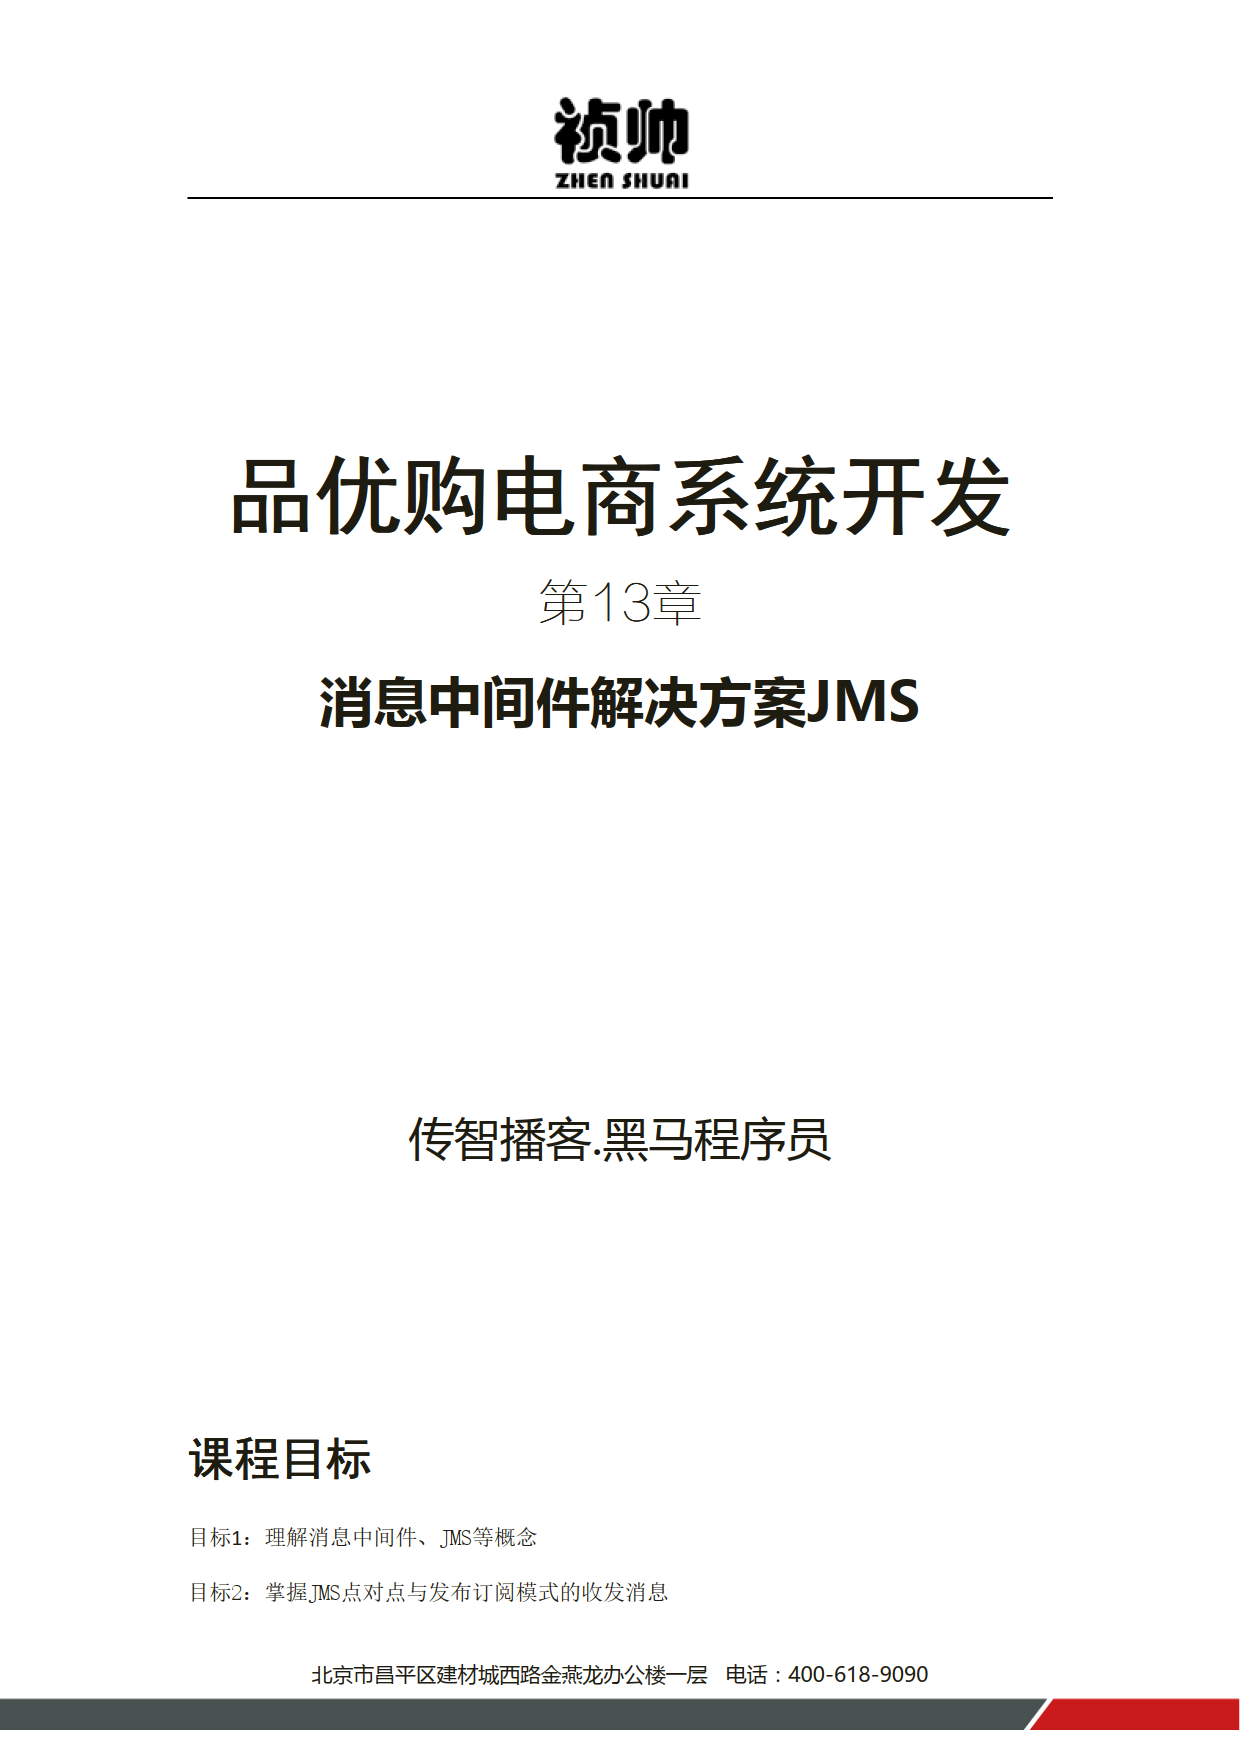 祯帅
ZHEN SHUAI
品优购电商系统开发
第13章
消息中间件解决方案JMS
传智播客.黑马程序员
课程目标
目标1：理解消息中间件、JMS等概念
目标2：掌握JMS点对点与发布订阅模式的收发消息
北京市昌平区建材城西路金燕龙办公楼一层 电话：400-618-9090